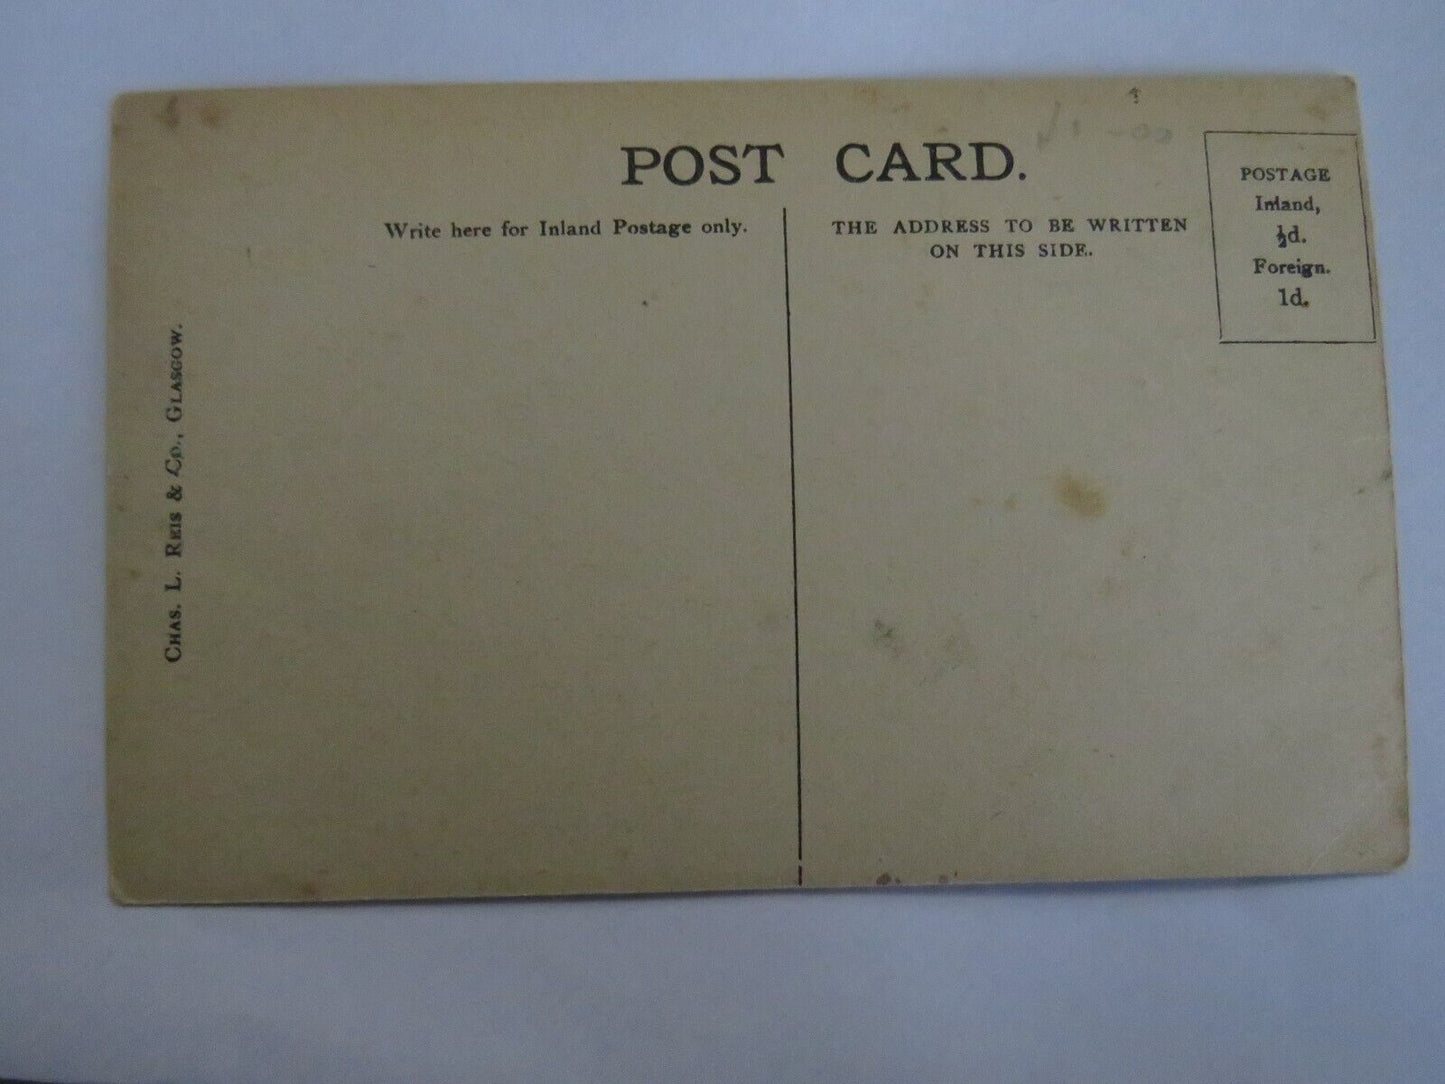 POST CARD.
Write here for Inland Postage only.
THE ADDRESS TO BE WRITTEN
ON THIS SIDE.
POSTAGE
Inland,
½d.
Foreign.
1d.
CHAS. L. REIS & CO., GLASGOW.